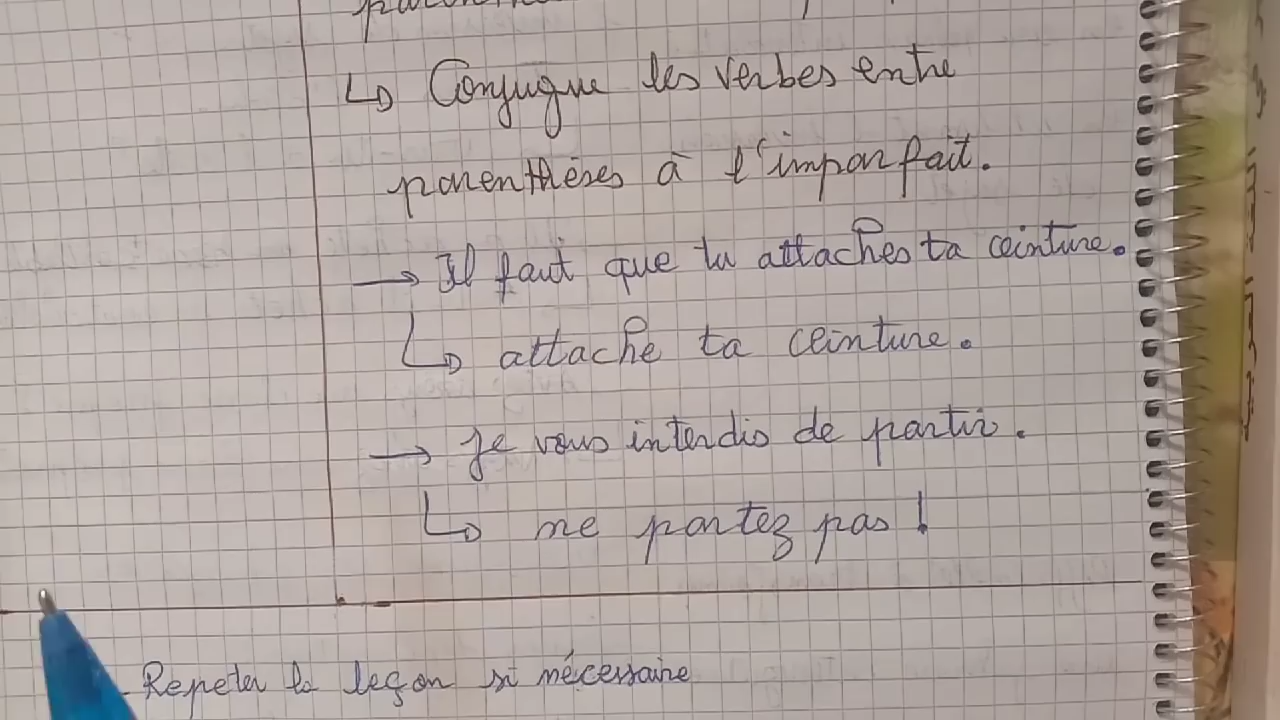 ↳ Conjugue les verbes entre
parenthèses à l'imparfait.
→ Il faut que tu attaches ta ceinture.
↳ attache ta ceinture.
→ Je vous interdis de partir.
↳ ne partez pas !
- Repeter la leçon si nécessaire